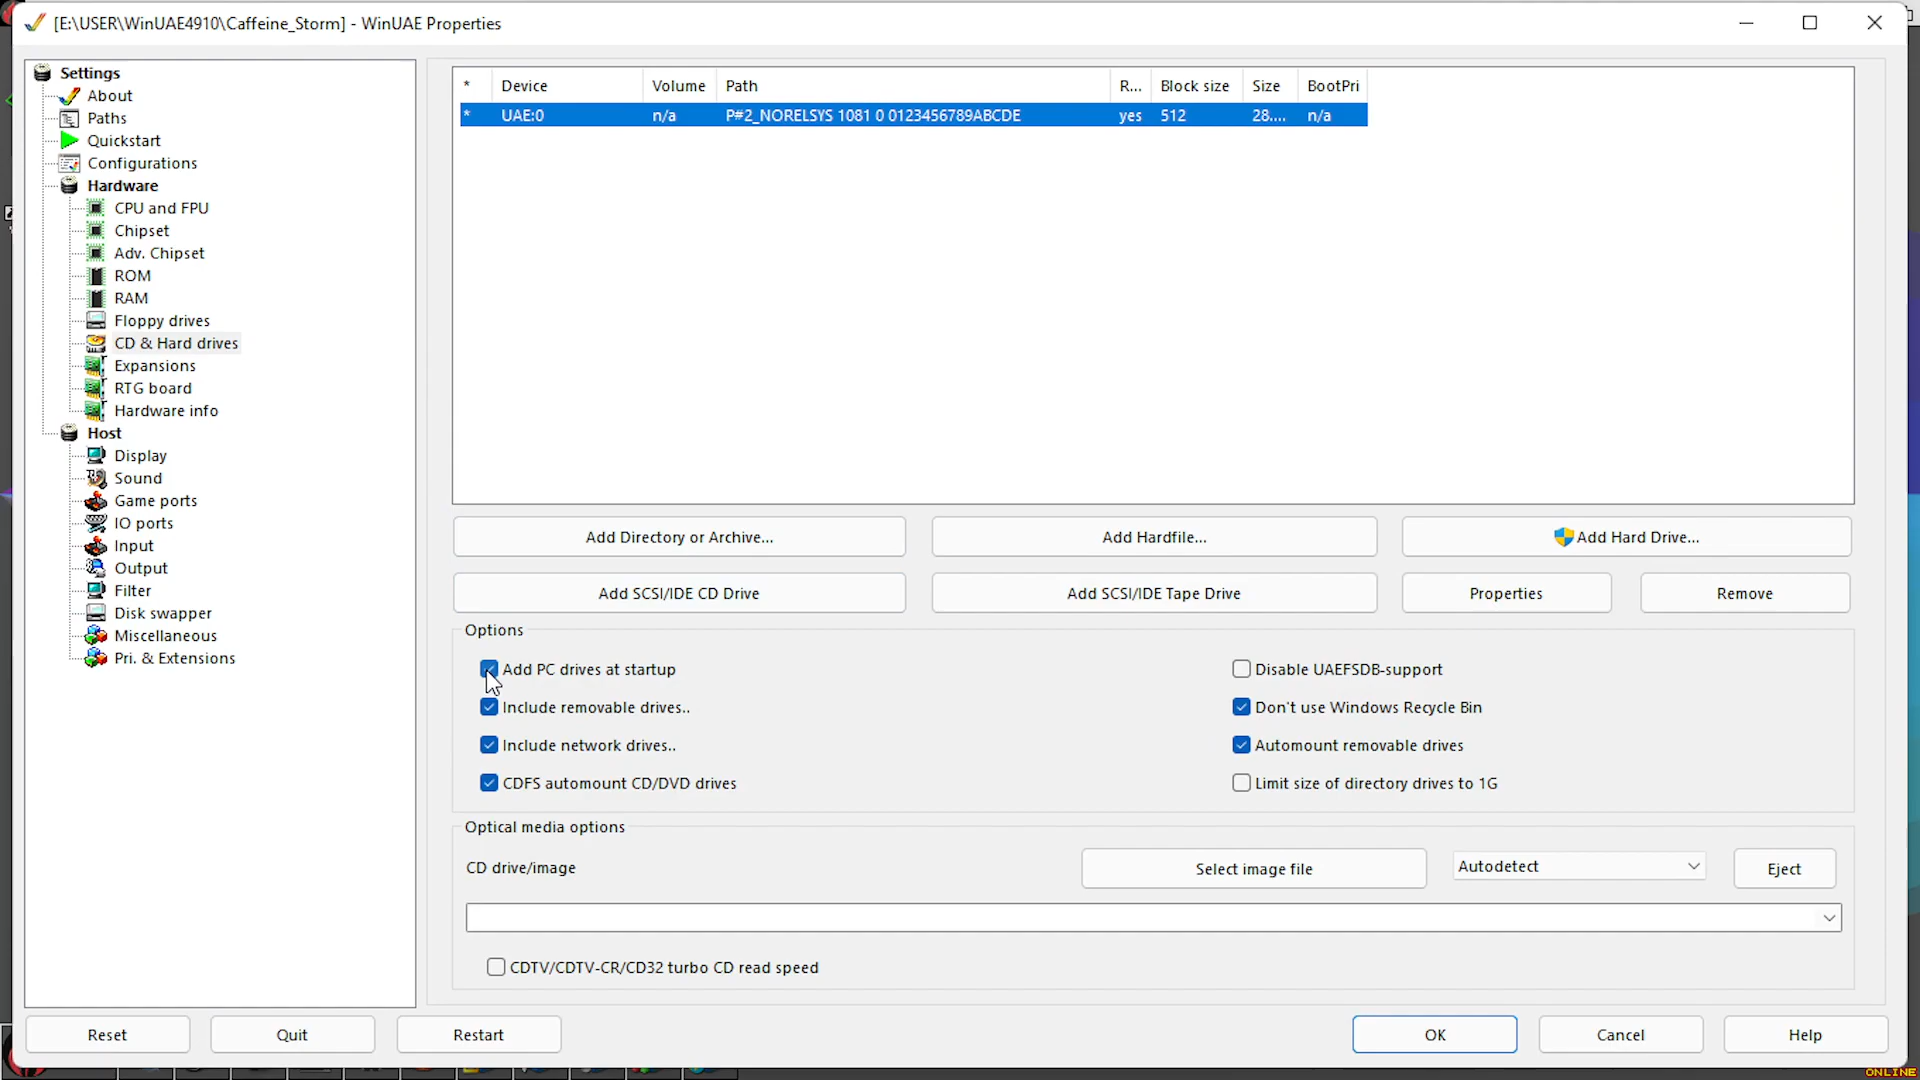 [E:\USER\WinUAE4910\Caffeine_Storm] - WinUAE Properties
Settings
About
Paths
Quickstart
Configurations
Hardware
CPU and FPU
Chipset
Adv. Chipset
ROM
RAM
Floppy drives
CD & Hard drives
Expansions
RTG board
Hardware info
Host
Display
Sound
Game ports
IO ports
Input
Output
Filter
Disk swapper
Miscellaneous
Pri. & Extensions
* Device Volume Path R... Block size Size BootPri
* UAE:0 n/a P#2_NORELSYS 1081 0 0123456789ABCDE yes 512 28.... n/a
Add Directory or Archive... Add Hardfile... Add Hard Drive...
Add SCSI/IDE CD Drive Add SCSI/IDE Tape Drive Properties Remove
Options
Add PC drives at startup Disable UAEFSDB-support
Include removable drives.. Don't use Windows Recycle Bin
Include network drives.. Automount removable drives
CDFS automount CD/DVD drives Limit size of directory drives to 1G
Optical media options
CD drive/image Select image file Autodetect Eject
CDTV/CDTV-CR/CD32 turbo CD read speed
Reset Quit Restart OK Cancel Help
ONLINE